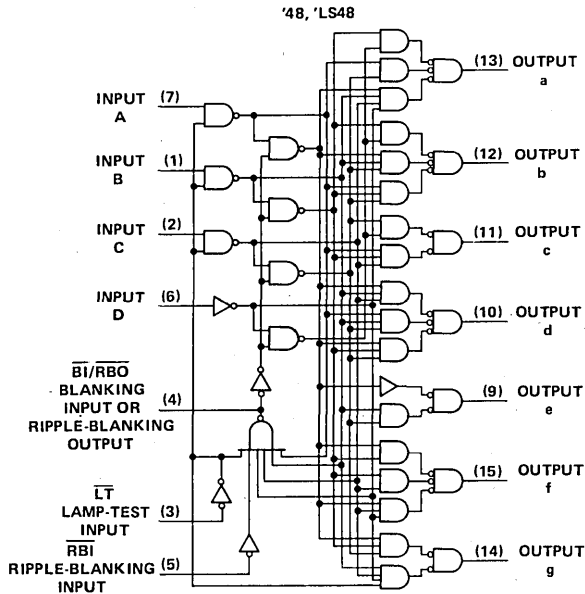 '48, 'LS48
INPUT A (7)
INPUT B (1)
INPUT C (2)
INPUT D (6)
BI/RBO
BLANKING
INPUT OR (4)
RIPPLE-BLANKING
OUTPUT
LT
LAMP-TEST (3)
INPUT
RBI
RIPPLE-BLANKING (5)
INPUT
(13) OUTPUT
a
(12) OUTPUT
b
(11) OUTPUT
c
(10) OUTPUT
d
(9) OUTPUT
e
(15) OUTPUT
f
(14) OUTPUT
g